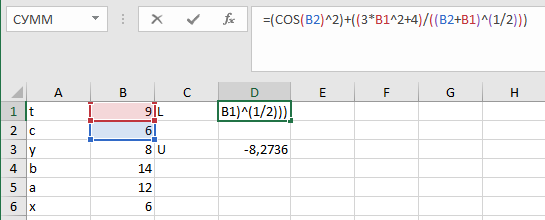 СУММ
=(COS(B2)^2)+((3*B1^2+4)/((B2+B1)^(1/2)))
A B C D E F G H
1 t 9 L B1)^(1/2)))
2 c 6
3 y 8 U -8,2736
4 b 14
5 a 12
6 x 6